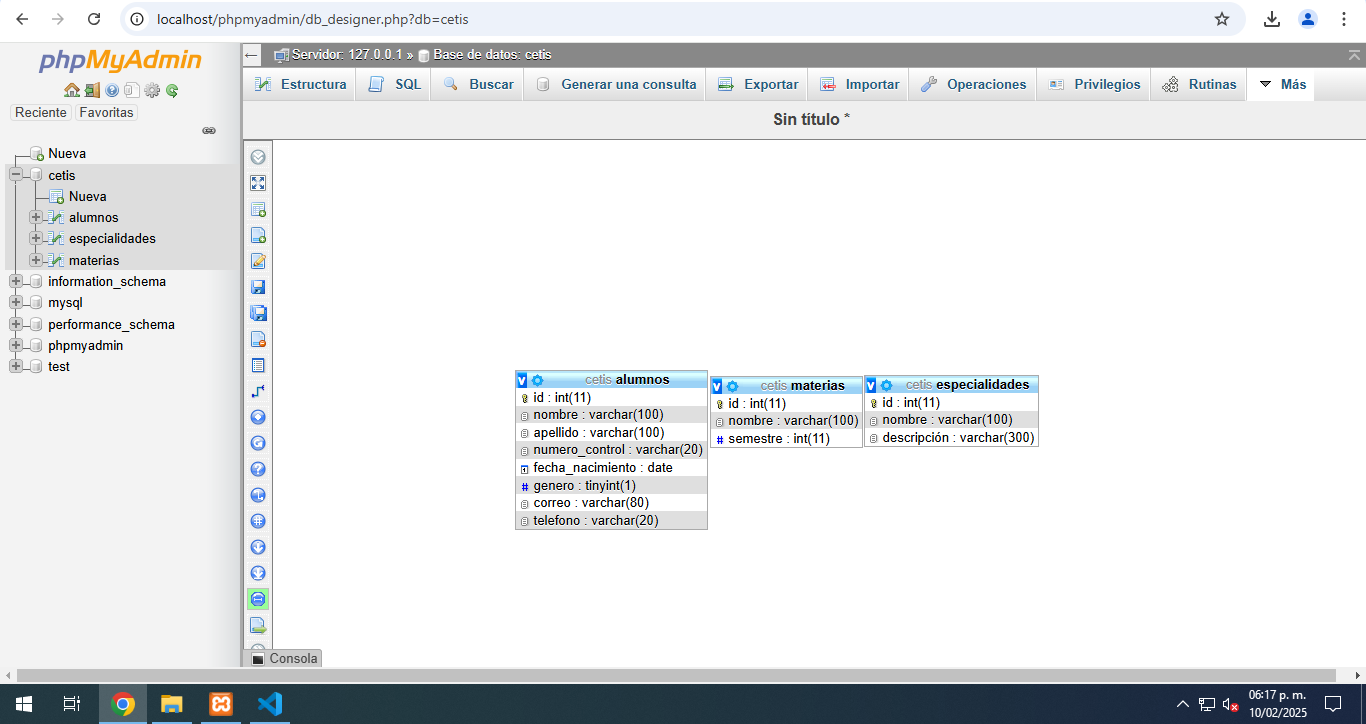 localhost/phpmyadmin/db_designer.php?db=cetis
phpMyAdmin
Reciente Favoritas
Nueva
cetis
Nueva
alumnos
especialidades
materias
information_schema
mysql
performance_schema
phpmyadmin
test
Servidor: 127.0.0.1 » Base de datos: cetis
Estructura SQL Buscar Generar una consulta Exportar Importar Operaciones Privilegios Rutinas Más
Sin título *
cetis alumnos
id : int(11)
nombre : varchar(100)
apellido : varchar(100)
numero_control : varchar(20)
fecha_nacimiento : date
genero : tinyint(1)
correo : varchar(80)
telefono : varchar(20)
cetis materias
id : int(11)
nombre : varchar(100)
semestre : int(11)
cetis especialidades
id : int(11)
nombre : varchar(100)
descripción : varchar(300)
Consola
06:17 p. m.
10/02/2025